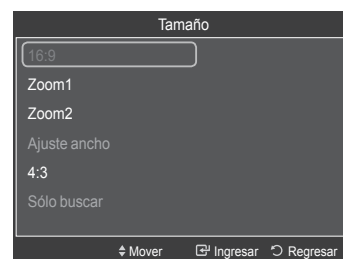 Tamaño
16:9
Zoom1
Zoom2
Ajuste ancho
4:3
Sólo buscar
Mover Ingresar Regresar